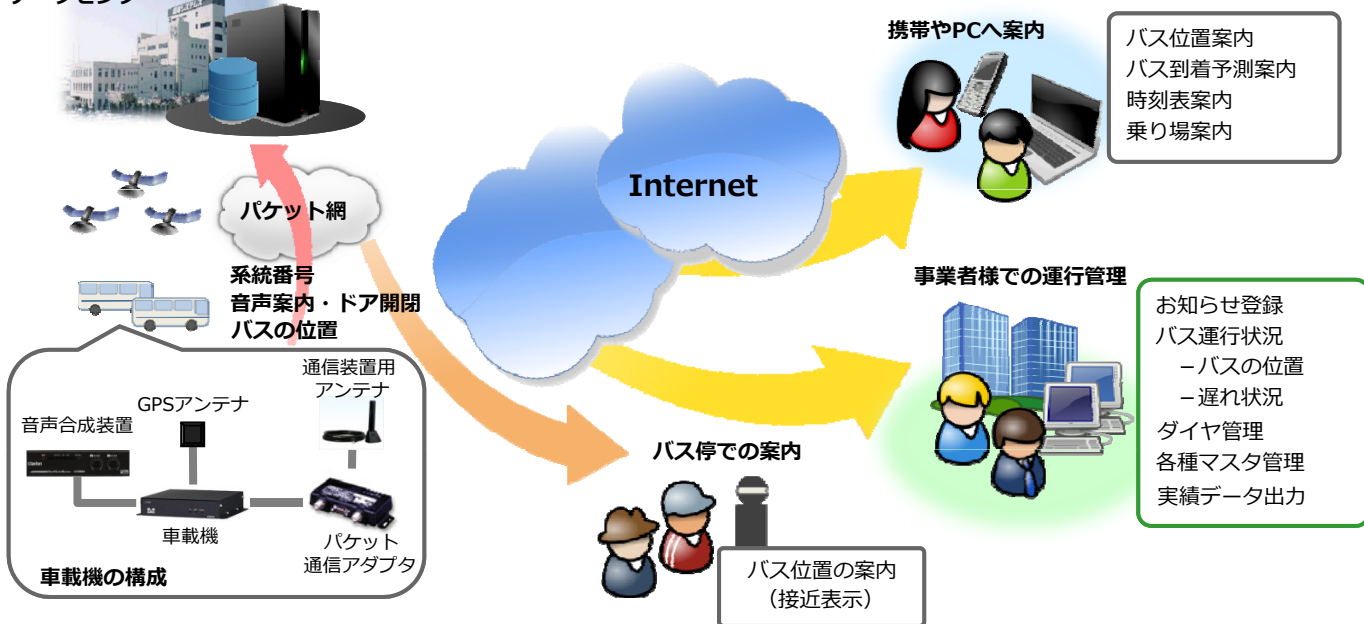 データセンター
パケット網
系統番号
音声案内・ドア開閉
バスの位置
通信装置用
アンテナ
GPSアンテナ
音声合成装置
車載機
パケット
通信アダプタ
車載機の構成
Internet
携帯やPCへ案内
バス位置案内
バス到着予測案内
時刻表案内
乗り場案内
事業者様での運行管理
お知らせ登録
バス運行状況
－バスの位置
－遅れ状況
ダイヤ管理
各種マスタ管理
実績データ出力
バス停での案内
バス位置の案内
（接近表示）